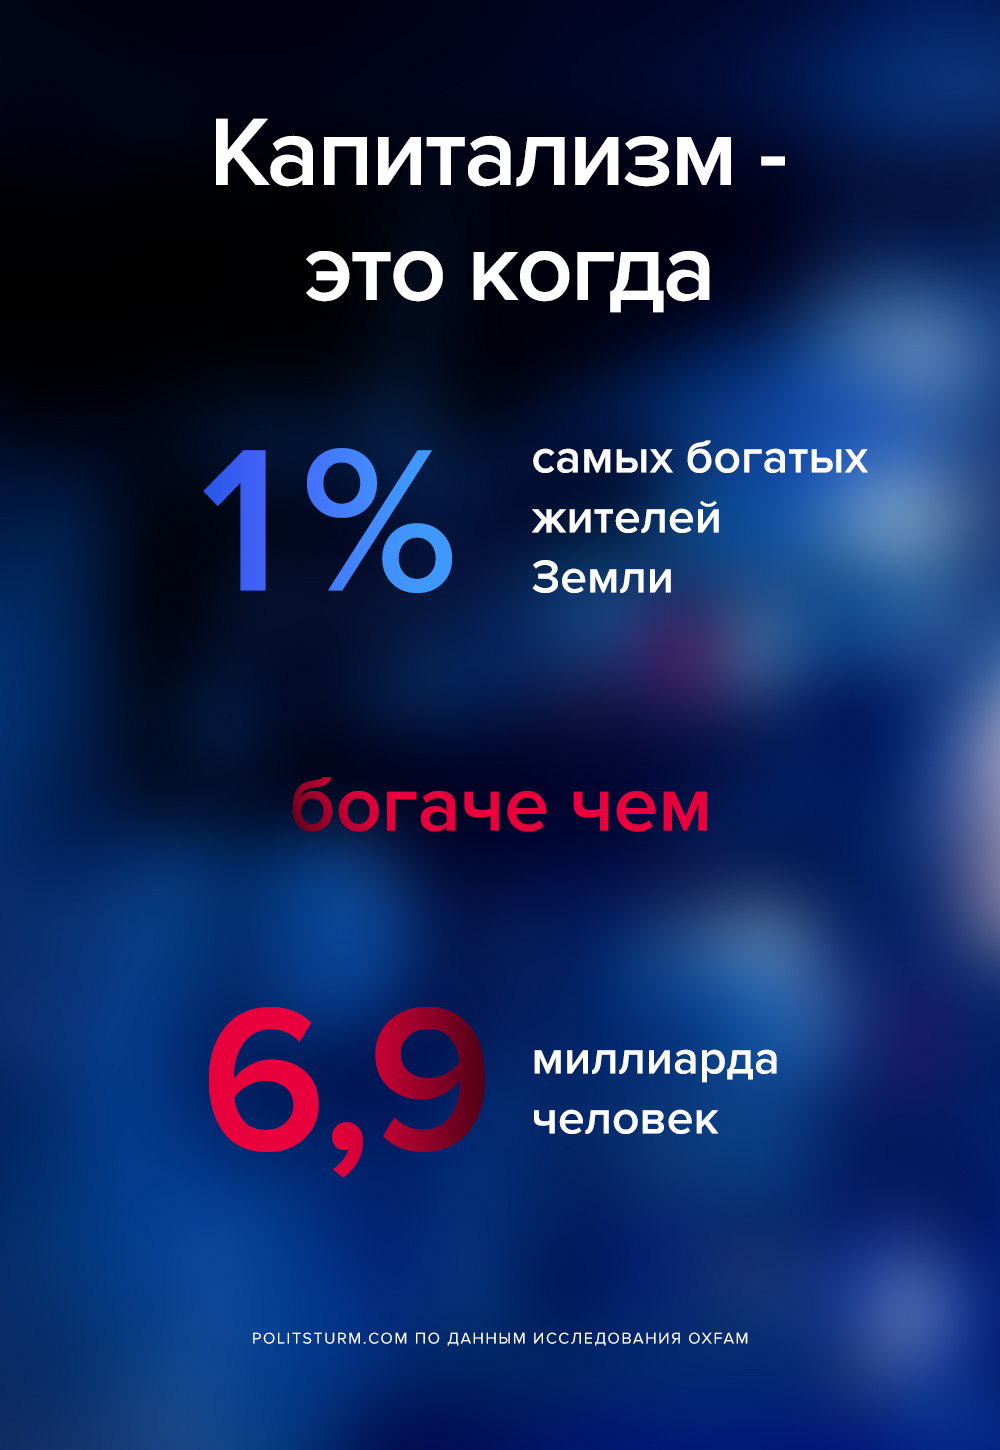 Капитализм -
это когда
1%
самых богатых
жителей
Земли
богаче чем
6,9
миллиарда
человек
POLITSTURM.COM ПО ДАННЫМ ИССЛЕДОВАНИЯ OXFAM